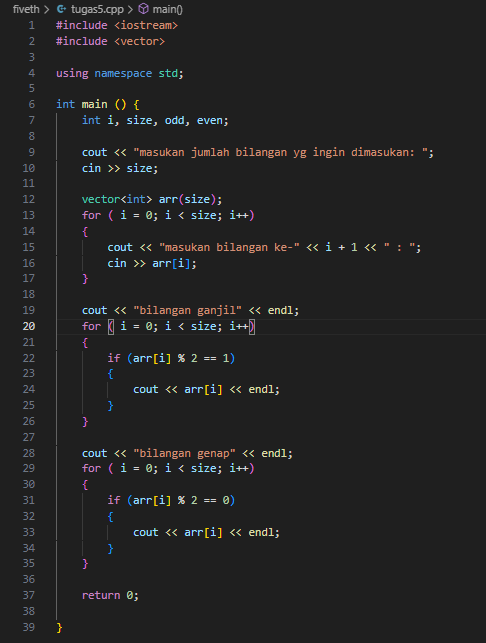 fiveth > tugas5.cpp > main()
1 #include <iostream>
2 #include <vector>
3
4 using namespace std;
5
6 int main () {
7     int i, size, odd, even;
8
9     cout << "masukan jumlah bilangan yg ingin dimasukan: ";
10     cin >> size;
11
12     vector<int> arr(size);
13     for ( i = 0; i < size; i++)
14     {
15         cout << "masukan bilangan ke-" << i + 1 << " : ";
16         cin >> arr[i];
17     }
18
19     cout << "bilangan ganjil" << endl;
20     for ( i = 0; i < size; i++)
21     {
22         if (arr[i] % 2 == 1)
23         {
24             cout << arr[i] << endl;
25         }
26     }
27
28     cout << "bilangan genap" << endl;
29     for ( i = 0; i < size; i++)
30     {
31         if (arr[i] % 2 == 0)
32         {
33             cout << arr[i] << endl;
34         }
35     }
36
37     return 0;
38
39 }